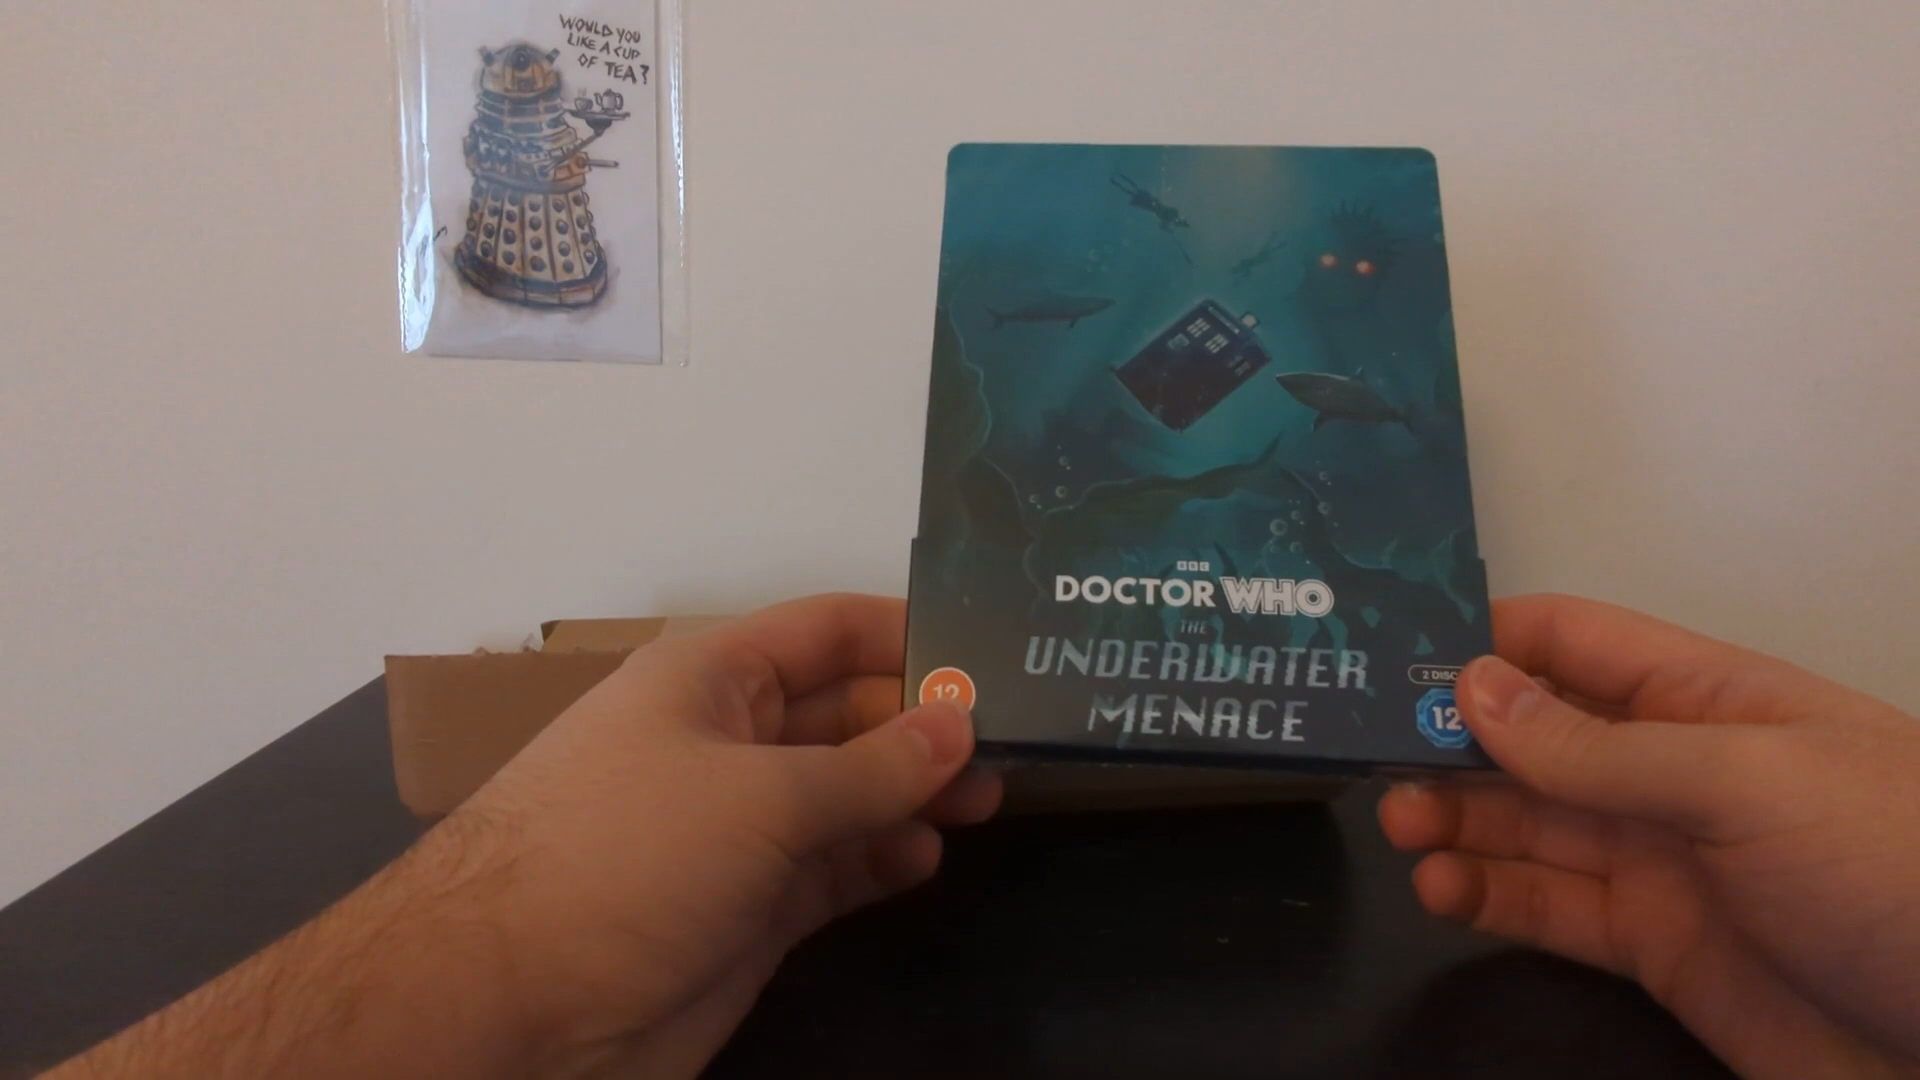 WOULD YOU
LIKE A CUP
OF TEA?
BBC
DOCTOR WHO
THE
UNDERWATER
MENACE
12
2 DISC
12